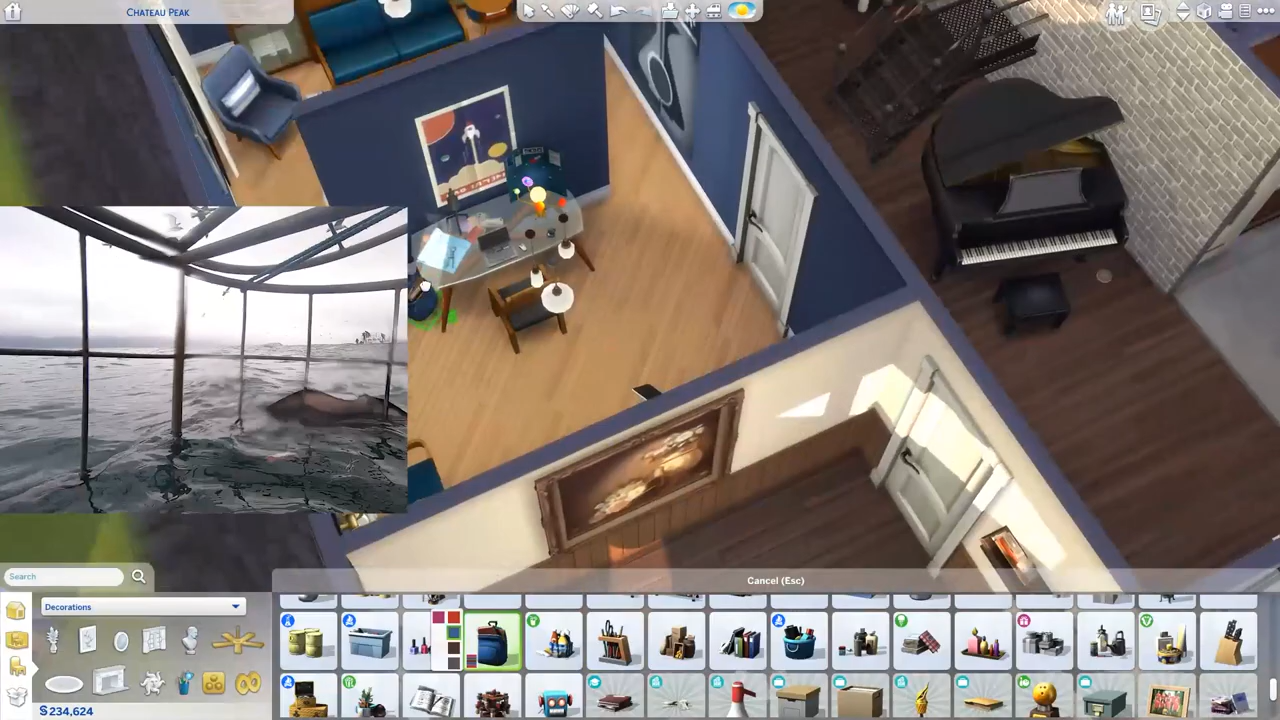 CHATEAU PEAK
Cancel (Esc)
Search
Decorations
$234,624